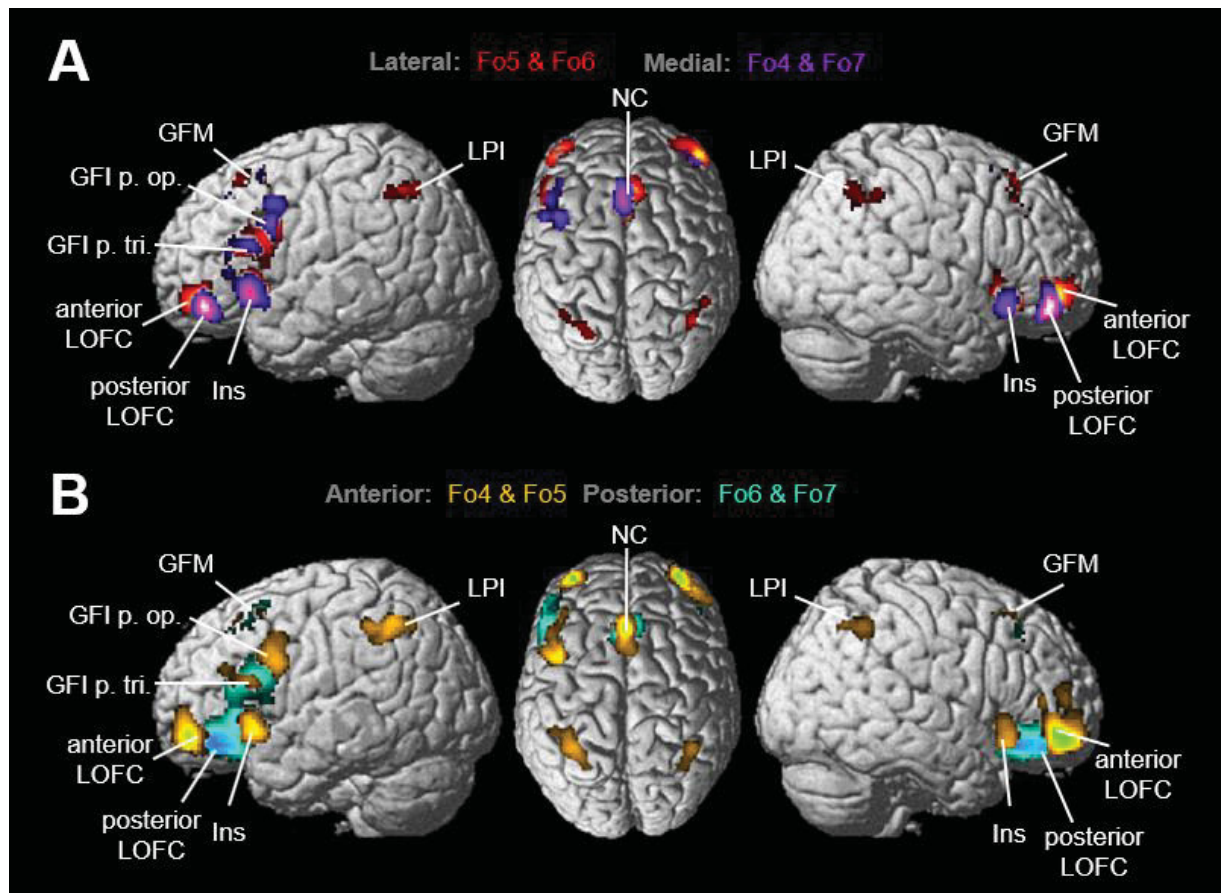 A
Lateral: Fo5 & Fo6 Medial: Fo4 & Fo7
NC
GFM
LPI
GFI p. op.
GFI p. tri.
anterior
LOFC
posterior
LOFC
Ins
GFM
LPI
anterior
LOFC
Ins
posterior
LOFC
B
Anterior: Fo4 & Fo5 Posterior: Fo6 & Fo7
NC
GFM
LPI
GFI p. op.
GFI p. tri.
anterior
LOFC
posterior
LOFC
Ins
GFM
LPI
anterior
LOFC
Ins
posterior
LOFC